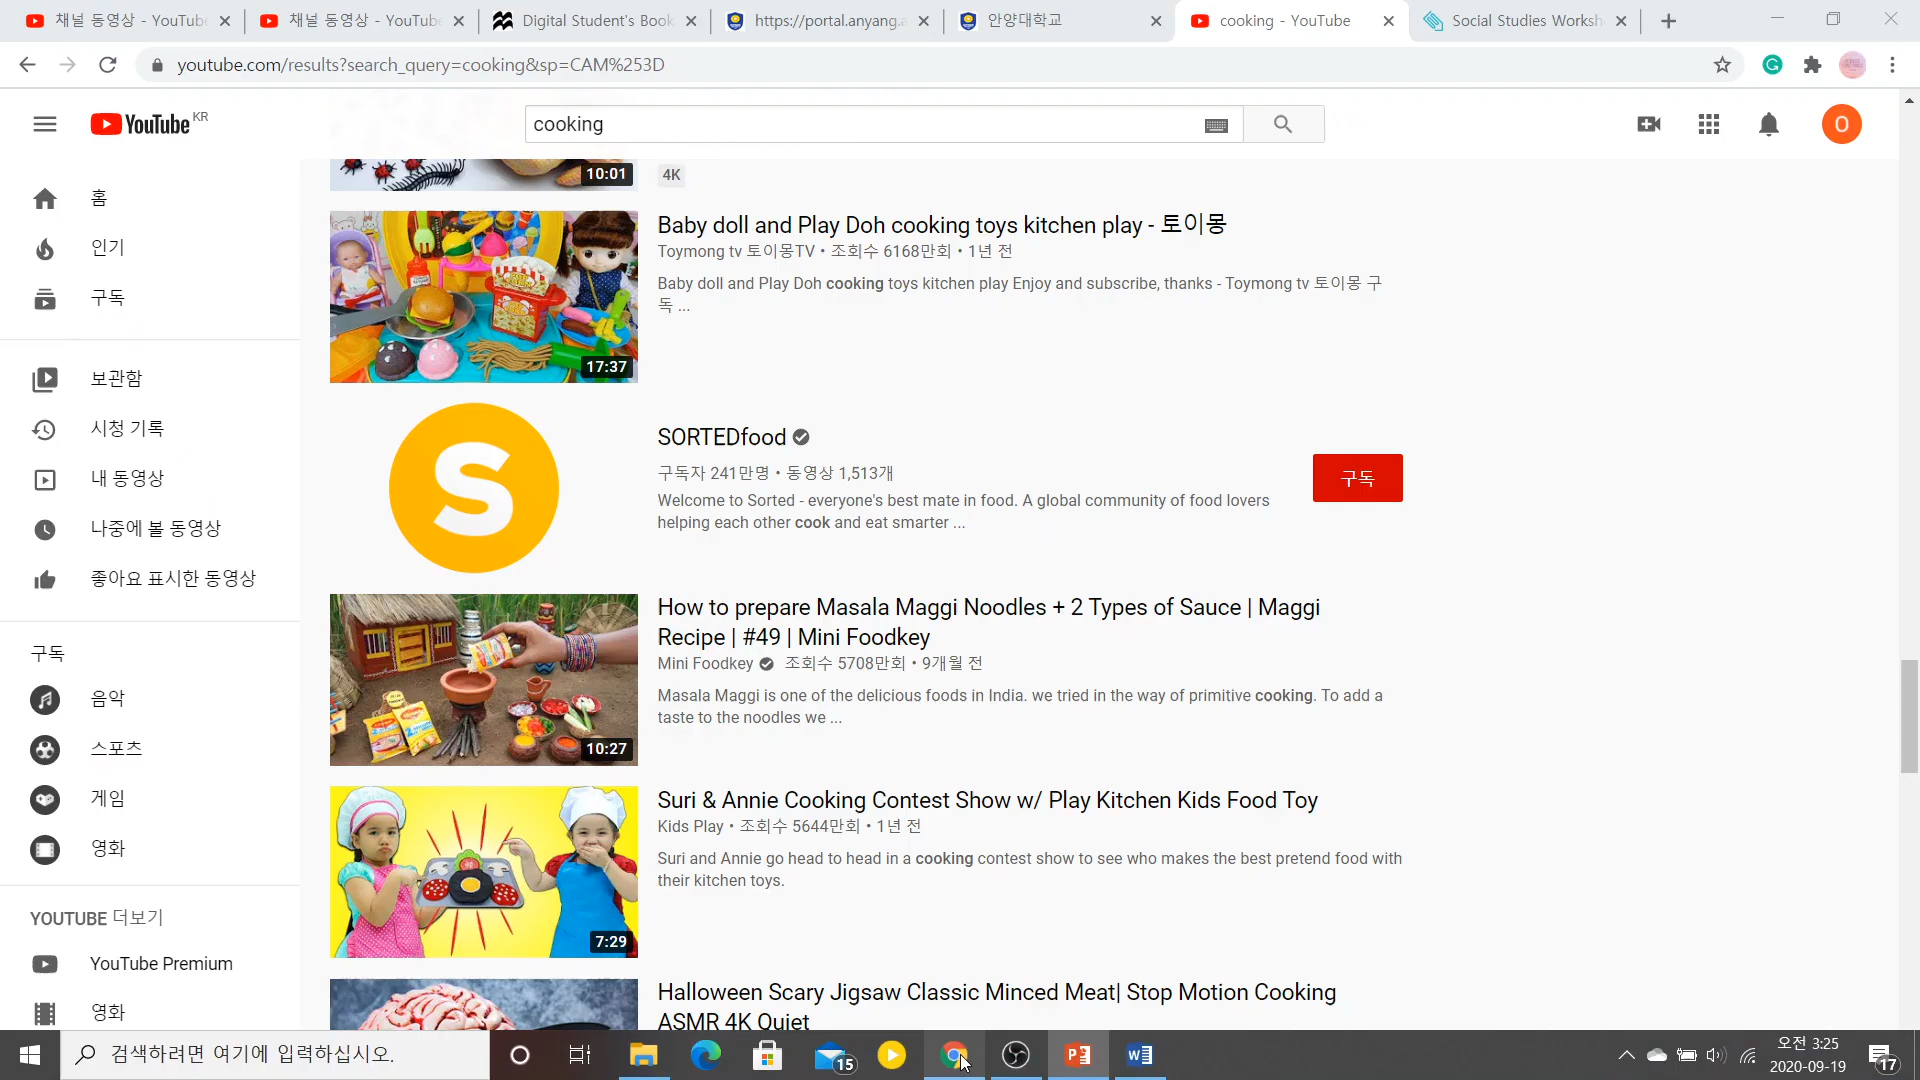 채널 동영상 - YouTube
채널 동영상 - YouTube
Digital Student's Book
https://portal.anyang.a
안양대학교
cooking - YouTube
Social Studies Worksh
youtube.com/results?search_query=cooking&sp=CAM%253D
YouTube KR
cooking
O
홈
인기
구독
보관함
시청 기록
내 동영상
나중에 볼 동영상
좋아요 표시한 동영상
구독
음악
스포츠
게임
영화
YOUTUBE 더보기
YouTube Premium
영화
10:01
4K
Baby doll and Play Doh cooking toys kitchen play - 토이몽
Toymong tv 토이몽TV • 조회수 6168만회 • 1년 전
Baby doll and Play Doh cooking toys kitchen play Enjoy and subscribe, thanks - Toymong tv 토이몽 구
독 ...
17:37
S
SORTEDfood
구독자 241만명 • 동영상 1,513개
Welcome to Sorted - everyone's best mate in food. A global community of food lovers
helping each other cook and eat smarter ...
구독
How to prepare Masala Maggi Noodles + 2 Types of Sauce | Maggi
Recipe | #49 | Mini Foodkey
Mini Foodkey 조회수 5708만회 • 9개월 전
Masala Maggi is one of the delicious foods in India. we tried in the way of primitive cooking. To add a
taste to the noodles we ...
10:27
Suri & Annie Cooking Contest Show w/ Play Kitchen Kids Food Toy
Kids Play • 조회수 5644만회 • 1년 전
Suri and Annie go head to head in a cooking contest show to see who makes the best pretend food with
their kitchen toys.
7:29
Halloween Scary Jigsaw Classic Minced Meat| Stop Motion Cooking
ASMR 4K Quiet
검색하려면 여기에 입력하십시오.
15
오전 3:25
2020-09-19
17